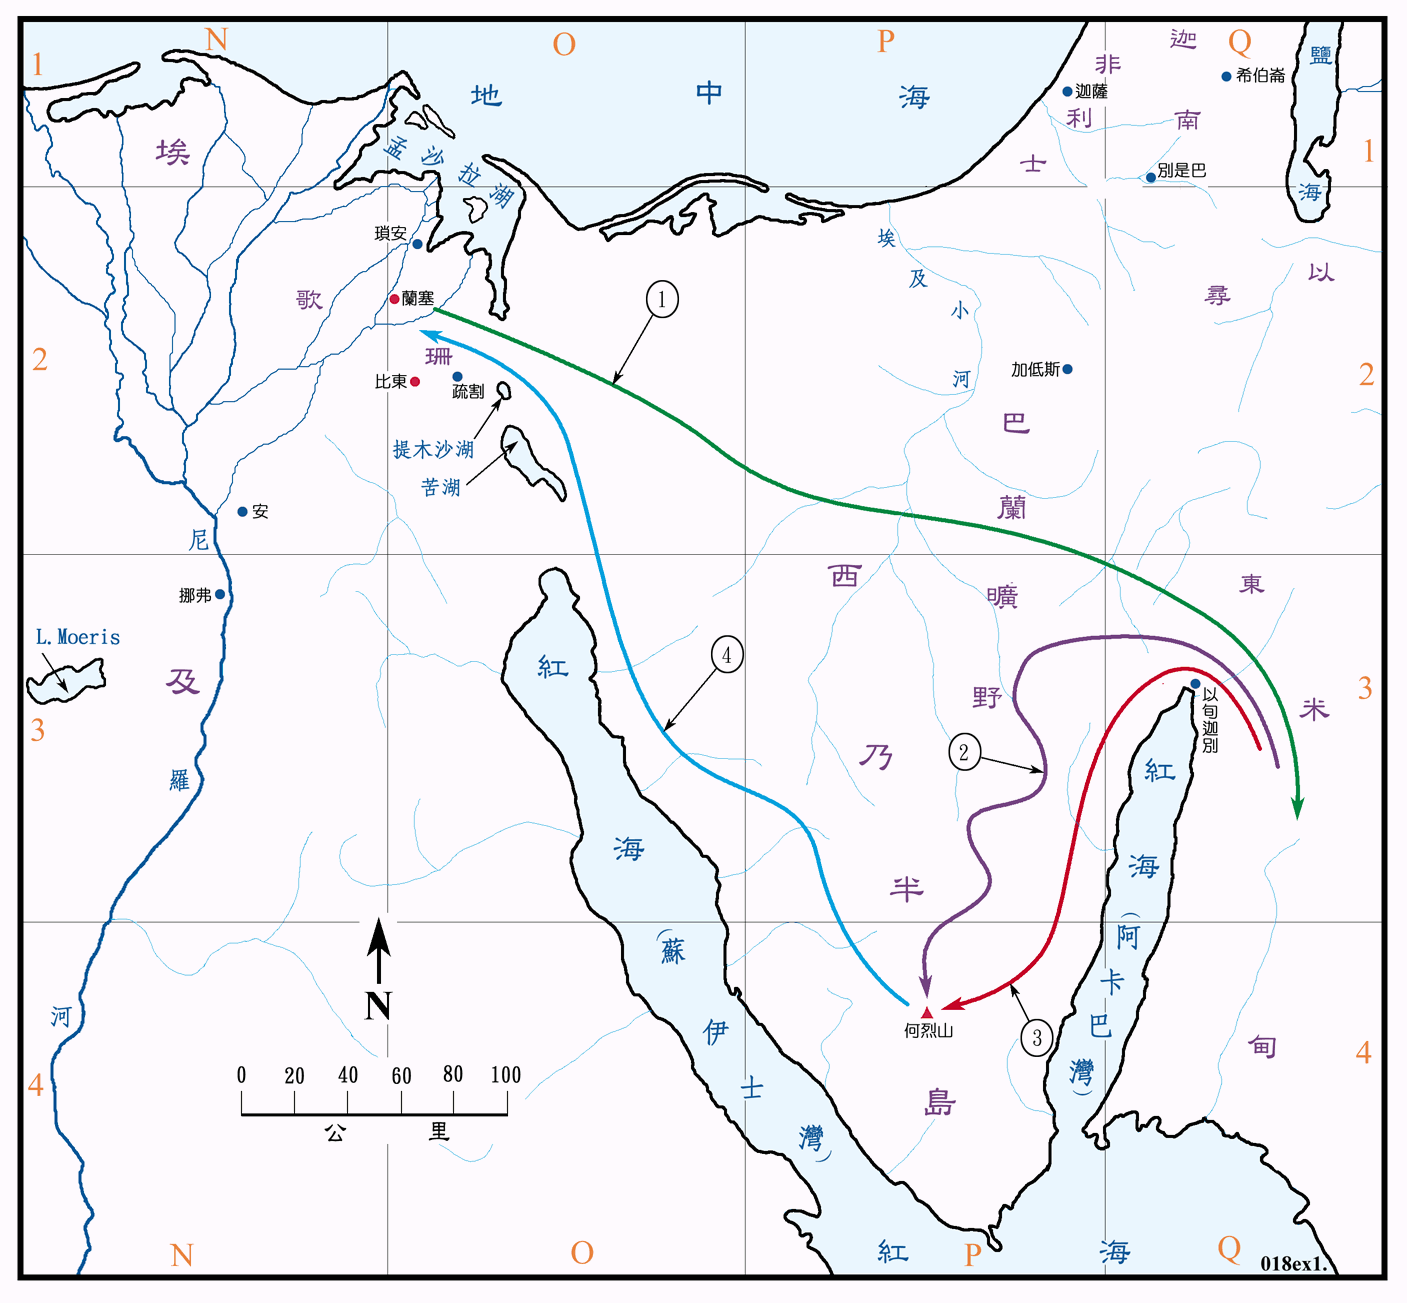 N
O
P
Q
1
地中海
迦南
非利士
迦薩
希伯崙
別是巴
鹽海
1
埃及
孟沙拉湖
瑣安
蘭塞
歌珊
比東
疏割
提木沙湖
苦湖
埃及小河
加低斯
尋
以東
2
2
①
巴蘭曠野
安
挪弗
尼羅河
L.Moeris
西乃半島
紅海(蘇伊士灣)
④
②
以旬迦別
米甸
3
3
紅海(阿卡巴灣)
③
何烈山
N
0 20 40 60 80 100
公里
4
4
紅海
N
O
P
Q
018ex1.